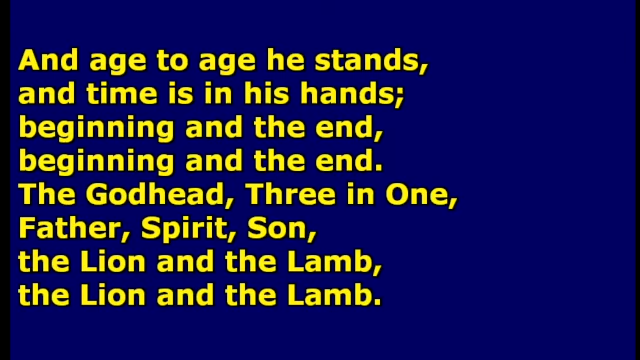 And age to age he stands,
and time is in his hands;
beginning and the end,
beginning and the end.
The Godhead, Three in One,
Father, Spirit, Son,
the Lion and the Lamb,
the Lion and the Lamb.